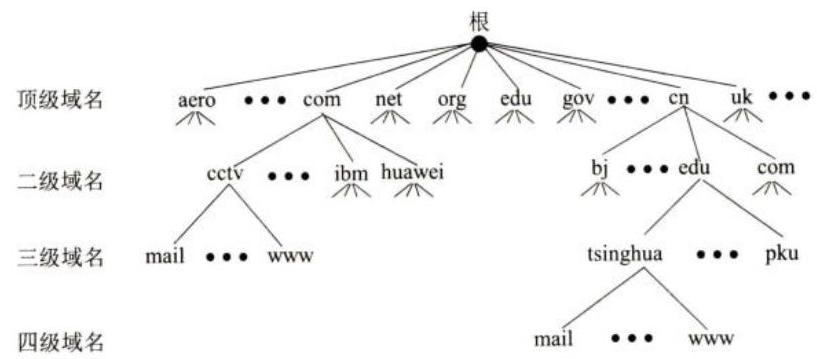 根
顶级域名 aero ••• com net org edu gov ••• cn uk •••
二级域名 cctv ••• ibm huawei bj ••• edu com
三级域名 mail ••• www tsinghua ••• pku
四级域名 mail ••• www